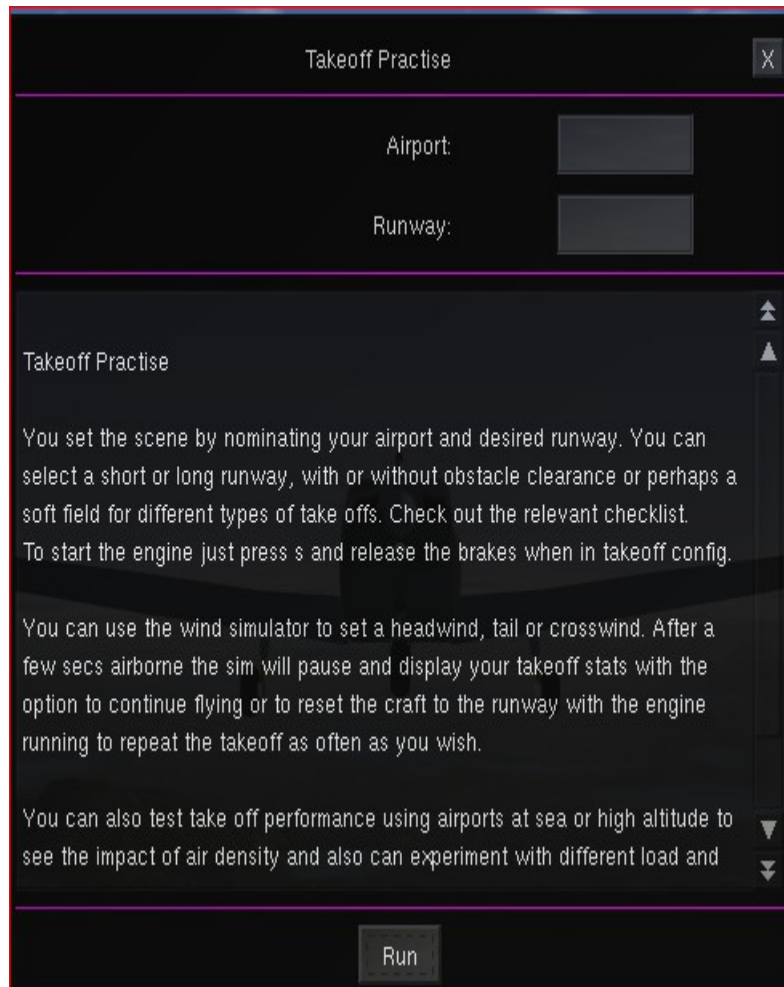 Takeoff Practise
X
Airport:
Runway:
Takeoff Practise
You set the scene by nominating your airport and desired runway. You can
select a short or long runway, with or without obstacle clearance or perhaps a
soft field for different types of take offs. Check out the relevant checklist.
To start the engine just press s and release the brakes when in takeoff config.
You can use the wind simulator to set a headwind, tail or crosswind. After a
few secs airborne the sim will pause and display your takeoff stats with the
option to continue flying or to reset the craft to the runway with the engine
running to repeat the takeoff as often as you wish.
You can also test take off performance using airports at sea or high altitude to
see the impact of air density and also can experiment with different load and
Run